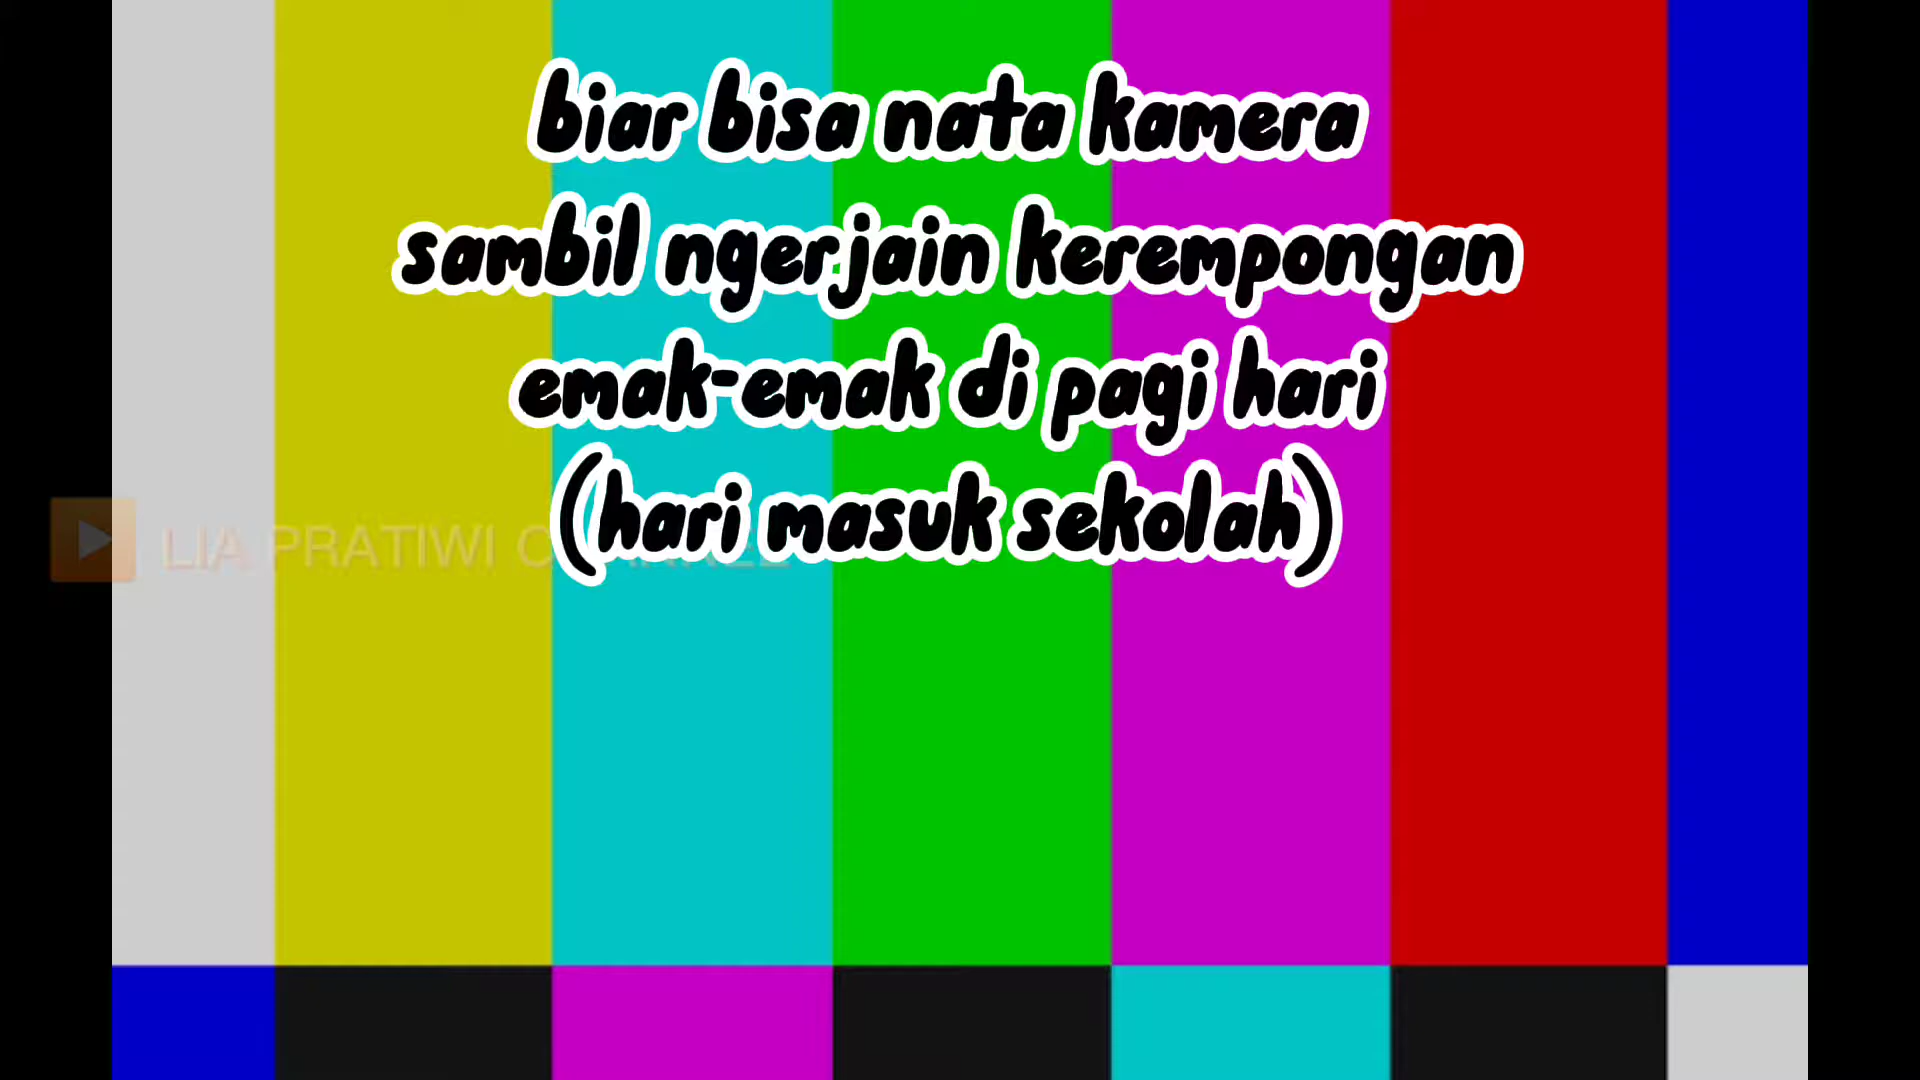 biar bisa nata kamera
sambil ngerjain kerempongan
emak-emak di pagi hari
(hari masuk sekolah)
LIA PRATIWI